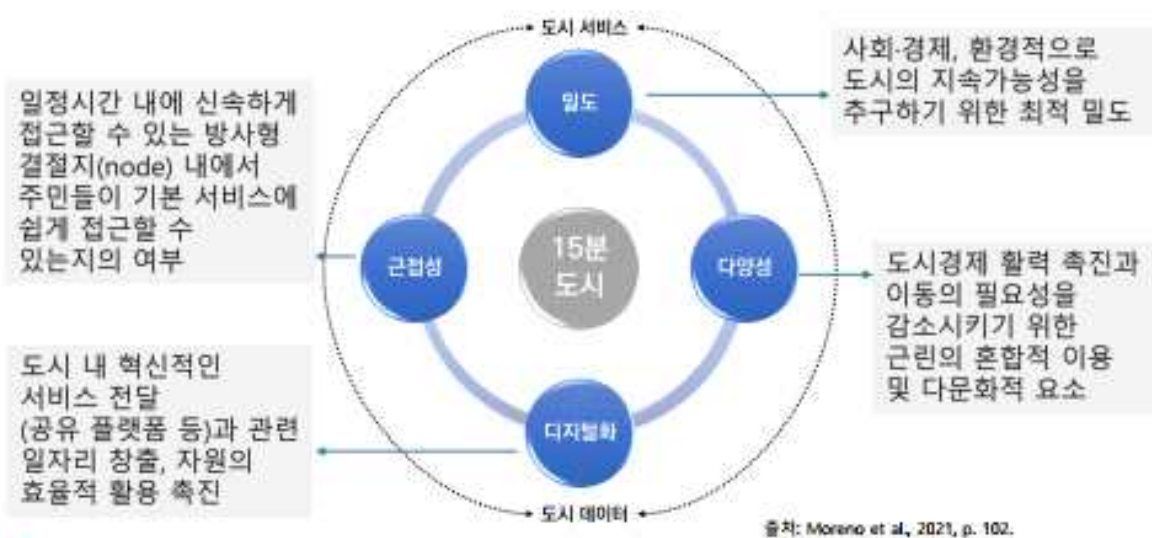 도시 서비스
밀도
사회·경제, 환경적으로
도시의 지속가능성을
추구하기 위한 최적 밀도
일정시간 내에 신속하게
접근할 수 있는 방사형
결절지(node) 내에서
주민들이 기본 서비스에
쉽게 접근할 수
있는지의 여부
근접성
15분
도시
다양성
도시경제 활력 촉진과
이동의 필요성을
감소시키기 위한
근린의 혼합적 이용
및 다문화적 요소
도시 내 혁신적인
서비스 전달
(공유 플랫폼 등)과 관련
일자리 창출, 자원의
효율적 활용 촉진
디지털화
도시 데이터
출처: Moreno et al., 2021, p. 102.